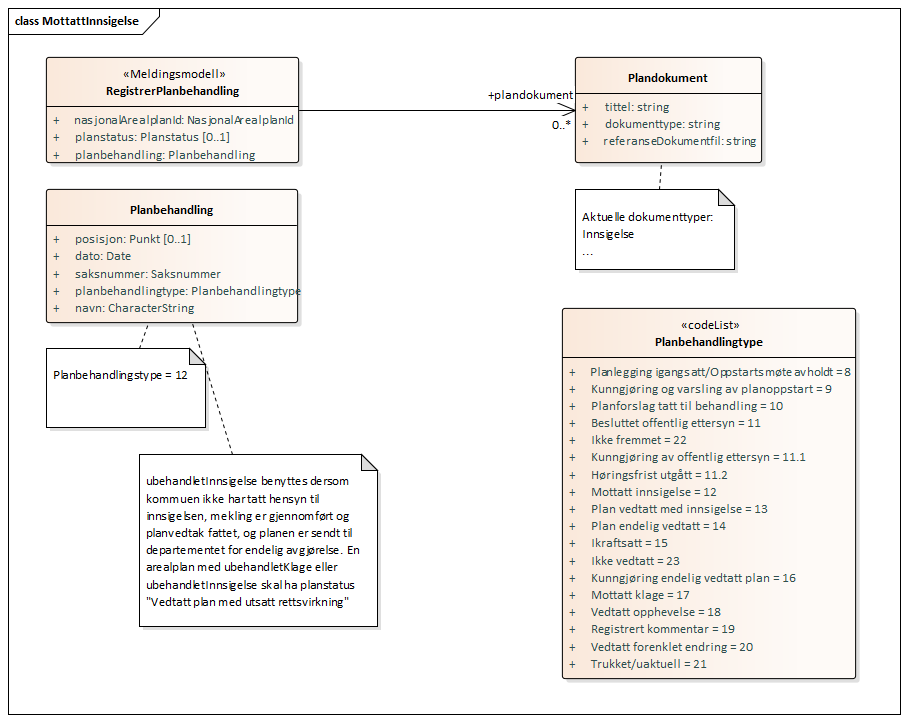 class MottattInnsigelse
«Meldingsmodell»
RegistrerPlanbehandling
+ nasjonalArealplanId: NasjonalArealplanId
+ planstatus: Planstatus [0..1]
+ planbehandling: Planbehandling
+plandokument
0..*
Plandokument
+ tittel: string
+ dokumenttype: string
+ referanseDokumentfil: string
Aktuelle dokumenttyper:
Innsigelse
...
Planbehandling
+ posisjon: Punkt [0..1]
+ dato: Date
+ saksnummer: Saksnummer
+ planbehandlingtype: Planbehandlingtype
+ navn: CharacterString
Planbehandlingstype = 12
ubehandletInnsigelse benyttes dersom
kommuen ikke har tatt hensyn til
innsigelsen, mekling er gjennomført og
planvedtak fattet, og planen er sendt til
departementet for endelig avgjørelse. En
arealplan med ubehandletKlage eller
ubehandletInnsigelse skal ha planstatus
"Vedtatt plan med utsatt rettsvirkning"
«codeList»
Planbehandlingtype
+ Planlegging igangsatt/Oppstartsmøte avholdt = 8
+ Kunngjøring og varsling av planoppstart = 9
+ Planforslag tatt til behandling = 10
+ Besluttet offentlig ettersyn = 11
+ Ikke fremmet = 22
+ Kunngjøring av offentlig ettersyn = 11.1
+ Høringsfrist utgått = 11.2
+ Mottatt innsigelse = 12
+ Plan vedtatt med innsigelse = 13
+ Plan endelig vedtatt = 14
+ Ikraftsatt = 15
+ Ikke vedtatt = 23
+ Kunngjøring endelig vedtatt plan = 16
+ Mottatt klage = 17
+ Vedtatt opphevelse = 18
+ Registrert kommentar = 19
+ Vedtatt forenklet endring = 20
+ Trukket/uaktuell = 21